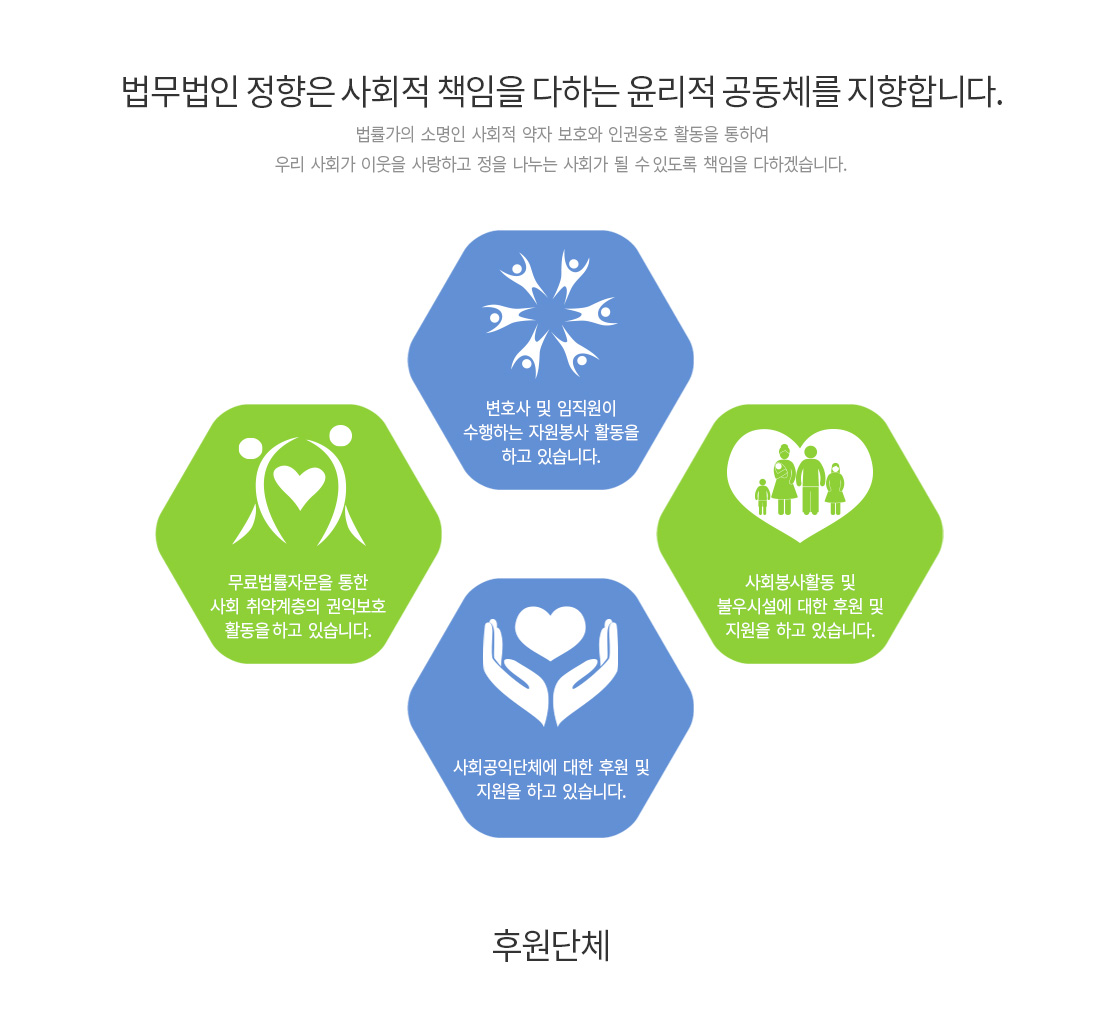 법무법인 정향은 사회적 책임을 다하는 윤리적 공동체를 지향합니다.
법률가의 소명인 사회적 약자 보호와 인권옹호 활동을 통하여
우리 사회가 이웃을 사랑하고 정을 나누는 사회가 될 수 있도록 책임을 다하겠습니다.
변호사 및 임직원이
수행하는 자원봉사 활동을
하고 있습니다.
무료법률자문을 통한
사회 취약계층의 권익보호
활동을 하고 있습니다.
사회봉사활동 및
불우시설에 대한 후원 및
지원을 하고 있습니다.
사회공익단체에 대한 후원 및
지원을 하고 있습니다.
후원단체